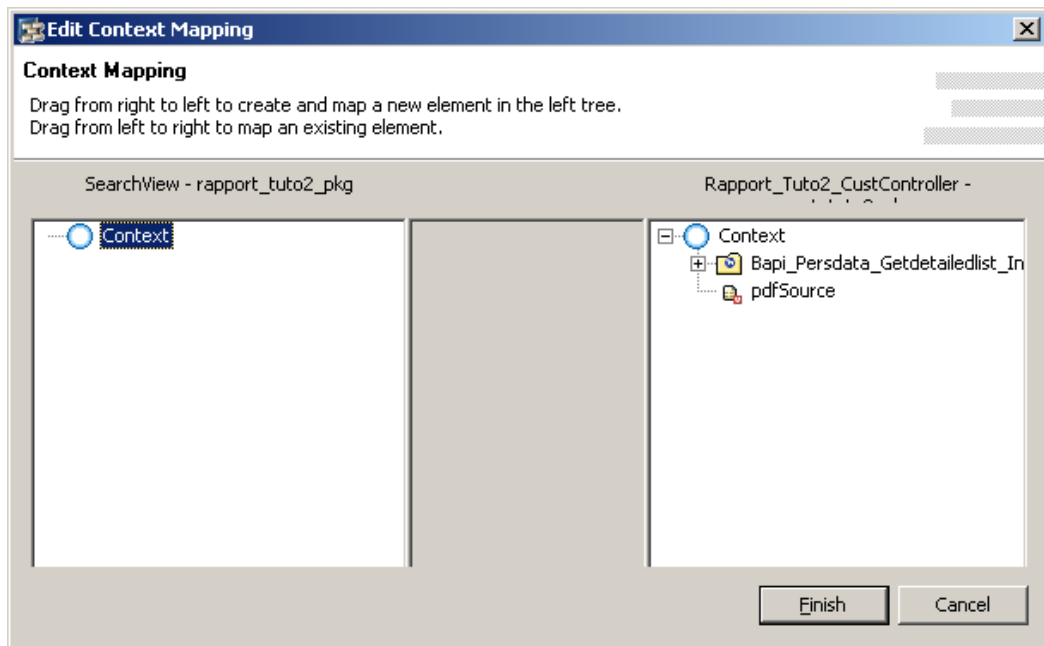 Edit Context Mapping
Context Mapping
Drag from right to left to create and map a new element in the left tree.
Drag from left to right to map an existing element.
SearchView - rapport_tuto2_pkg
Rapport_Tuto2_CustController -
Context
Context
Bapi_Persdata_Getdetailedlist_In
pdfSource
Finish
Cancel